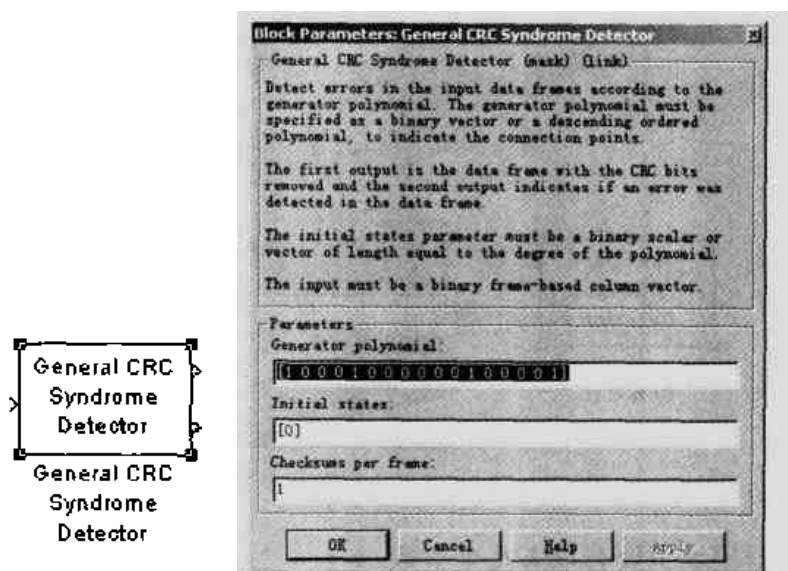 Block Parameters: General CRC Syndrome Detector
General CRC Syndrome Detector (mask) (link)
Detect errors in the input data frames according to the
generator polynomial. The generator polynomial must be
specified as a binary vector or a descending ordered
polynomial, to indicate the connection points.
The first output is the data frame with the CRC bits
removed and the second output indicates if an error was
detected in the data frame.
The initial states parameter must be a binary scalar or
vector of length equal to the degree of the polynomial.
The input must be a binary frame-based column vector.
Parameters
Generator polynomial:
[1 0 0 0 1 0 0 0 0 0 0 1 0 0 0 0 1]
Initial states:
[0]
Checksums per frame:
1
OK Cancel Help Apply
General CRC
Syndrome
Detector
General CRC
Syndrome
Detector